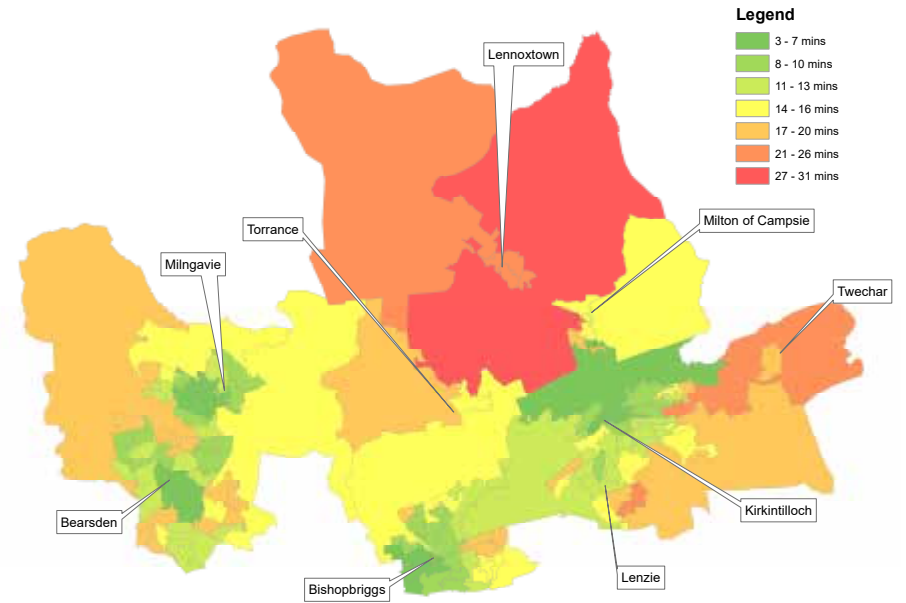 Legend
3 - 7 mins
8 - 10 mins
11 - 13 mins
14 - 16 mins
17 - 20 mins
21 - 26 mins
27 - 31 mins
Lennoxtown
Milton of Campsie
Torrance
Milngavie
Twechar
Bearsden
Kirkintilloch
Lenzie
Bishopbriggs